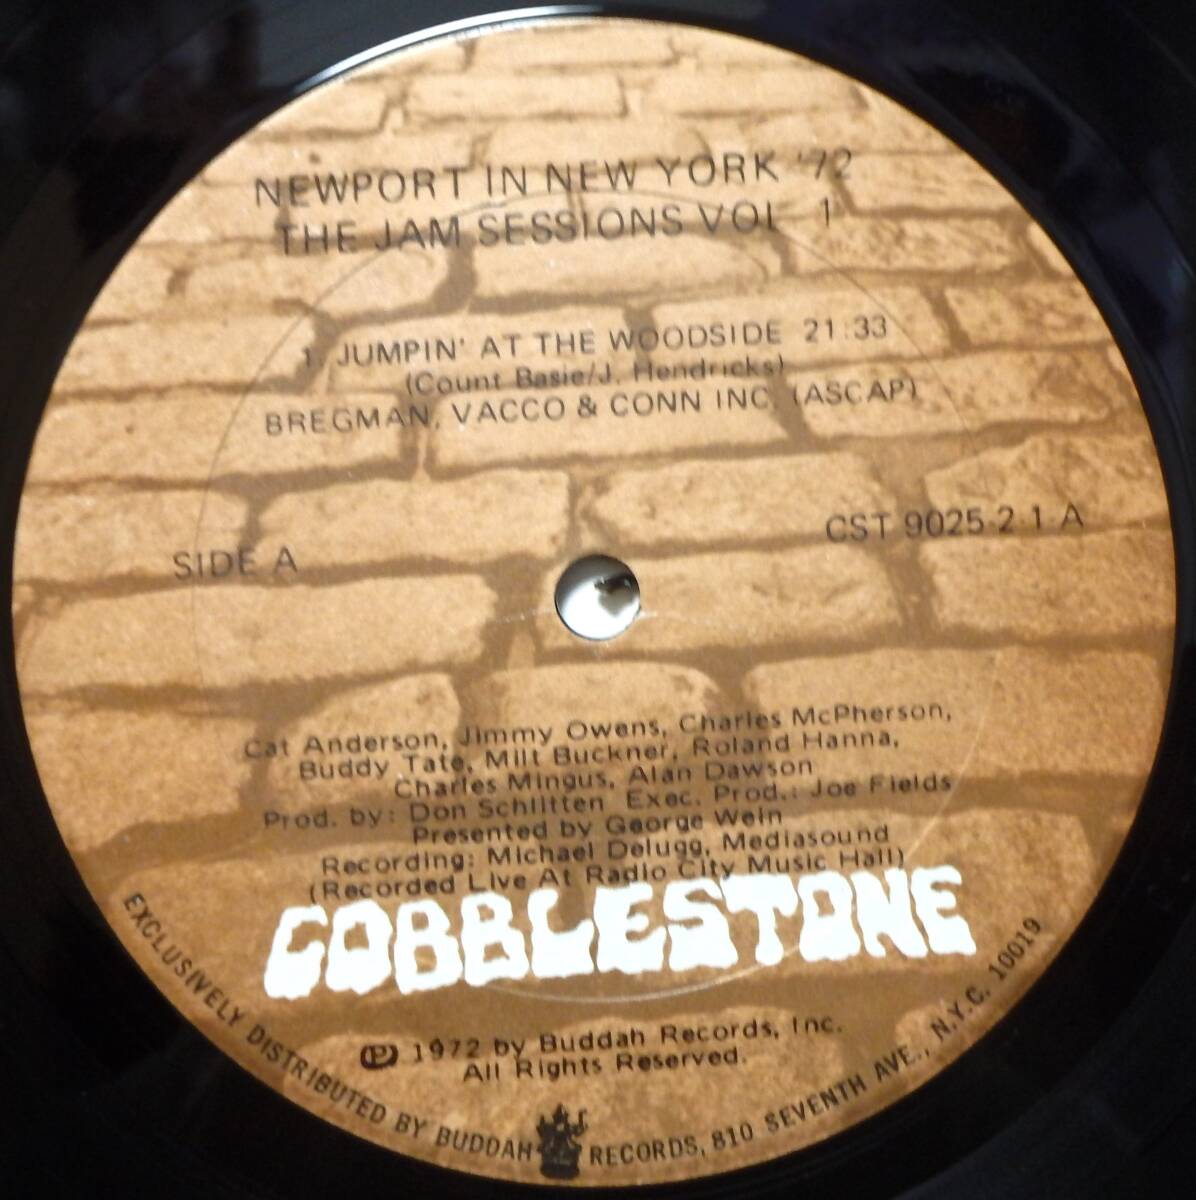 NEWPORT IN NEW YORK '72
THE JAM SESSIONS VOL 1
1. JUMPIN' AT THE WOODSIDE 21:33
(Count Basie/J. Hendricks)
BREGMAN, VACCO & CONN INC. (ASCAP)
SIDE A
CST 9025-2 1-A
Cat Anderson, Jimmy Owens, Charles McPherson,
Buddy Tate, Milt Buckner, Roland Hanna,
Charles Mingus, Alan Dawson
Prod. by: Don Schlitten Exec. Prod.: Joe Fields
Presented by George Wein
Recording: Michael Delugg, Mediasound
(Recorded Live At Radio City Music Hall)
COBBLESTONE
Ⓟ 1972 by Buddah Records, Inc.
All Rights Reserved.
EXCLUSIVELY DISTRIBUTED BY BUDDAH RECORDS, 810 SEVENTH AVE., N.Y.C. 10019